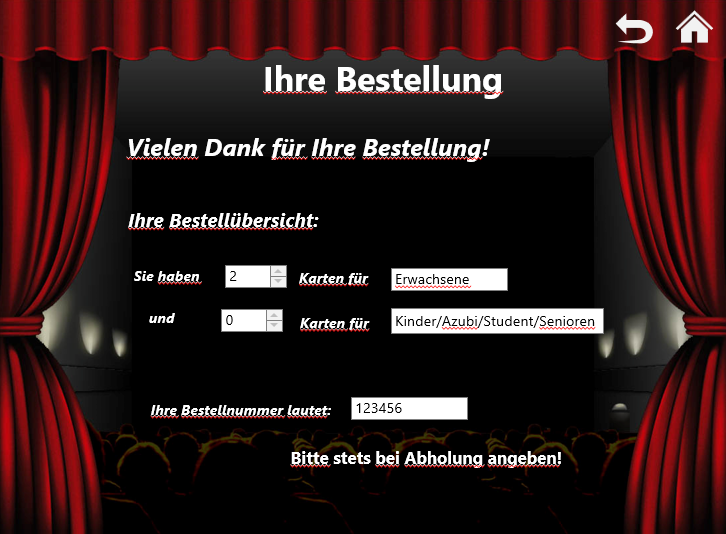 Ihre Bestellung
Vielen Dank für Ihre Bestellung!
Ihre Bestellübersicht:
Sie haben 2 Karten für Erwachsene
und 0 Karten für Kinder/Azubi/Student/Senioren
Ihre Bestellnummer lautet: 123456
Bitte stets bei Abholung angeben!